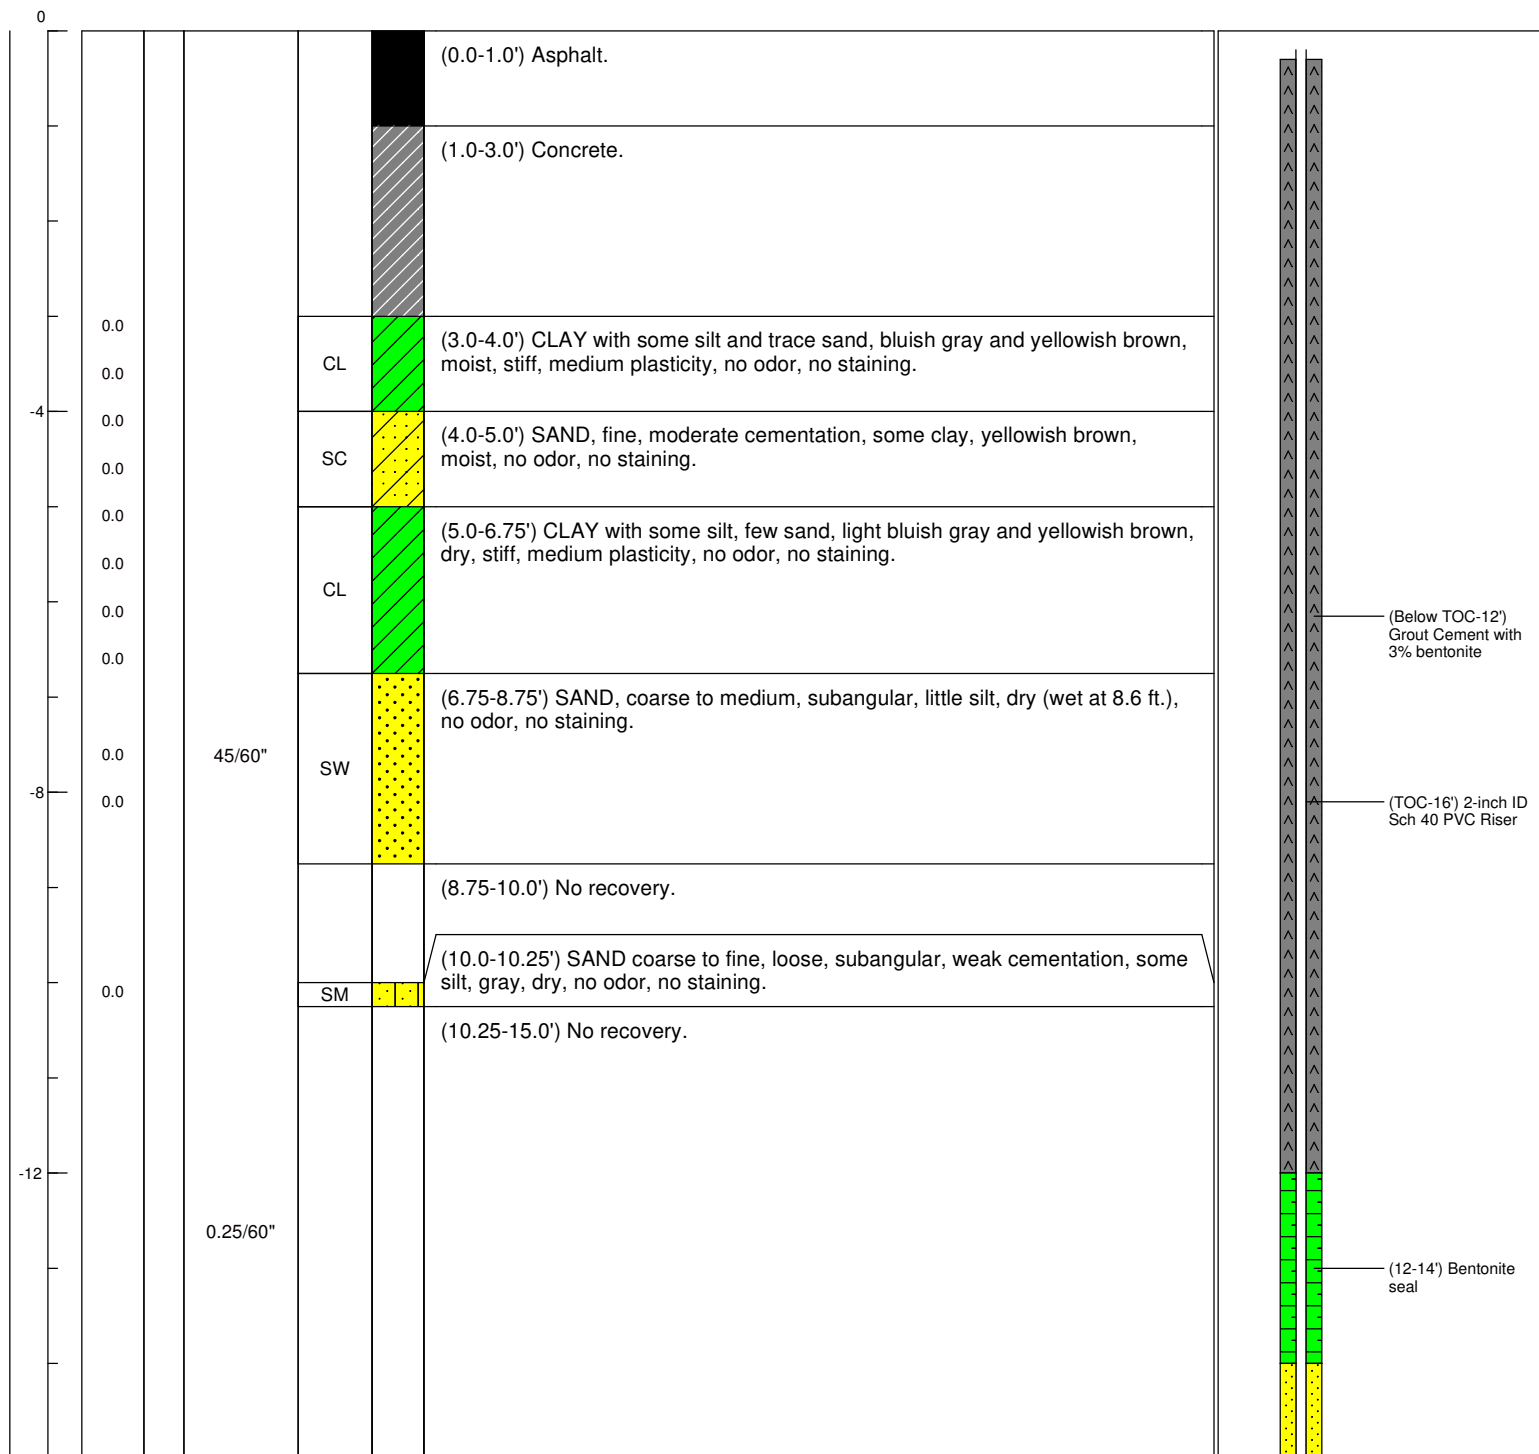 0
(0.0-1.0') Asphalt.
(1.0-3.0') Concrete.
0.0
(3.0-4.0') CLAY with some silt and trace sand, bluish gray and yellowish brown,
moist, stiff, medium plasticity, no odor, no staining.
CL
0.0
-4
0.0
(4.0-5.0') SAND, fine, moderate cementation, some clay, yellowish brown,
moist, no odor, no staining.
SC
0.0
0.0
(5.0-6.75') CLAY with some silt, few sand, light bluish gray and yellowish brown,
dry, stiff, medium plasticity, no odor, no staining.
0.0
CL
0.0
(Below TOC-12')
Grout Cement with
3% bentonite
0.0
(6.75-8.75') SAND, coarse to medium, subangular, little silt, dry (wet at 8.6 ft.),
no odor, no staining.
0.0
45/60"
SW
-8
0.0
(TOC-16') 2-inch ID
Sch 40 PVC Riser
(8.75-10.0') No recovery.
(10.0-10.25') SAND coarse to fine, loose, subangular, weak cementation, some
silt, gray, dry, no odor, no staining.
0.0
SM
(10.25-15.0') No recovery.
-12
0.25/60"
(12-14') Bentonite
seal